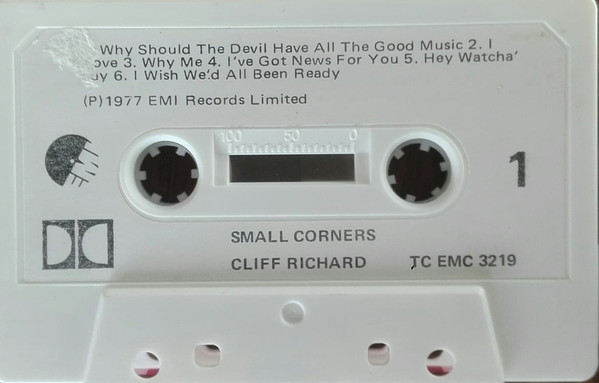 Why Should The Devil Have All The Good Music 2. I
ove 3. Why Me 4. I've Got News For You 5. Hey Watcha'
y 6. I Wish We'd All Been Ready
(P)1977 EMI Records Limited
100 50 0
1
SMALL CORNERS
CLIFF RICHARD TC EMC 3219